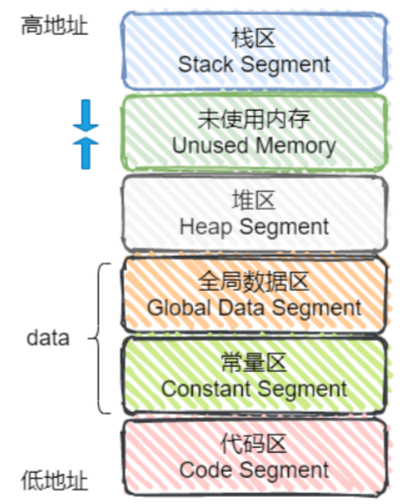 高地址
栈区
Stack Segment
未使用内存
Unused Memory
堆区
Heap Segment
全局数据区
Global Data Segment
data
常量区
Constant Segment
代码区
Code Segment
低地址